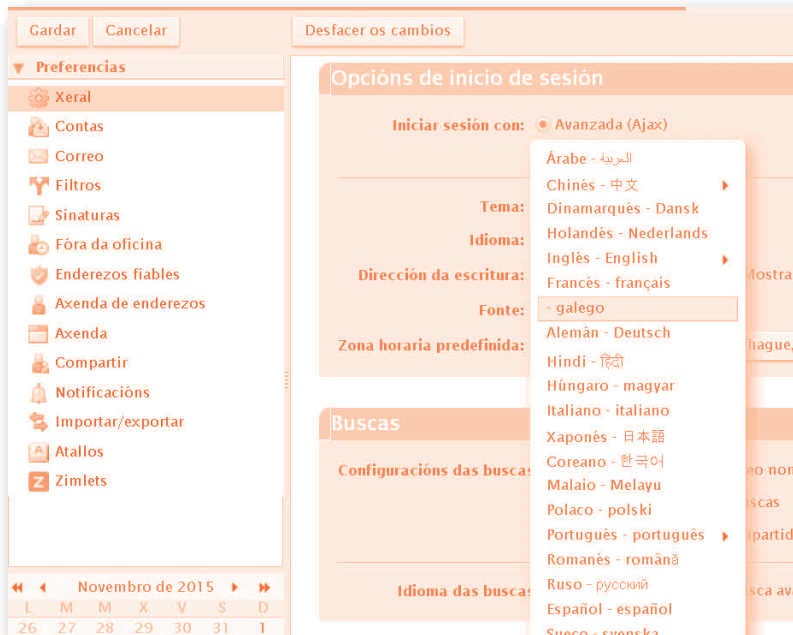 Gardar Cancelar Desfacer os cambios
Preferencias
Xeral
Contas
Correo
Filtros
Sinaturas
Fóra da oficina
Enderezos fiables
Axenda de enderezos
Axenda
Compartir
Notificacións
Importar/exportar
Atallos
Zimlets
Novembro de 2015
L M M X V S D
26 27 28 29 30 31 1
Opcións de inicio de sesión
Iniciar sesión con: Avanzada (Ajax)
Tema:
Idioma:
Dirección da escritura:
Fonte:
Zona horaria predefinida:
Árabe - العربية
Chinés - 中文
Dinamarqués - Dansk
Holandés - Nederlands
Inglés - English
Francés - français
- galego
Alemán - Deutsch
Hindi - हिंदी
Húngaro - magyar
Italiano - italiano
Xaponés - 日本語
Coreano - 한국어
Malaio - Melayu
Polaco - polski
Portugués - português
Romanés - română
Ruso - русский
Español - español
Sueco - svenska
Buscas
Configuracións das buscas
Idioma das buscas